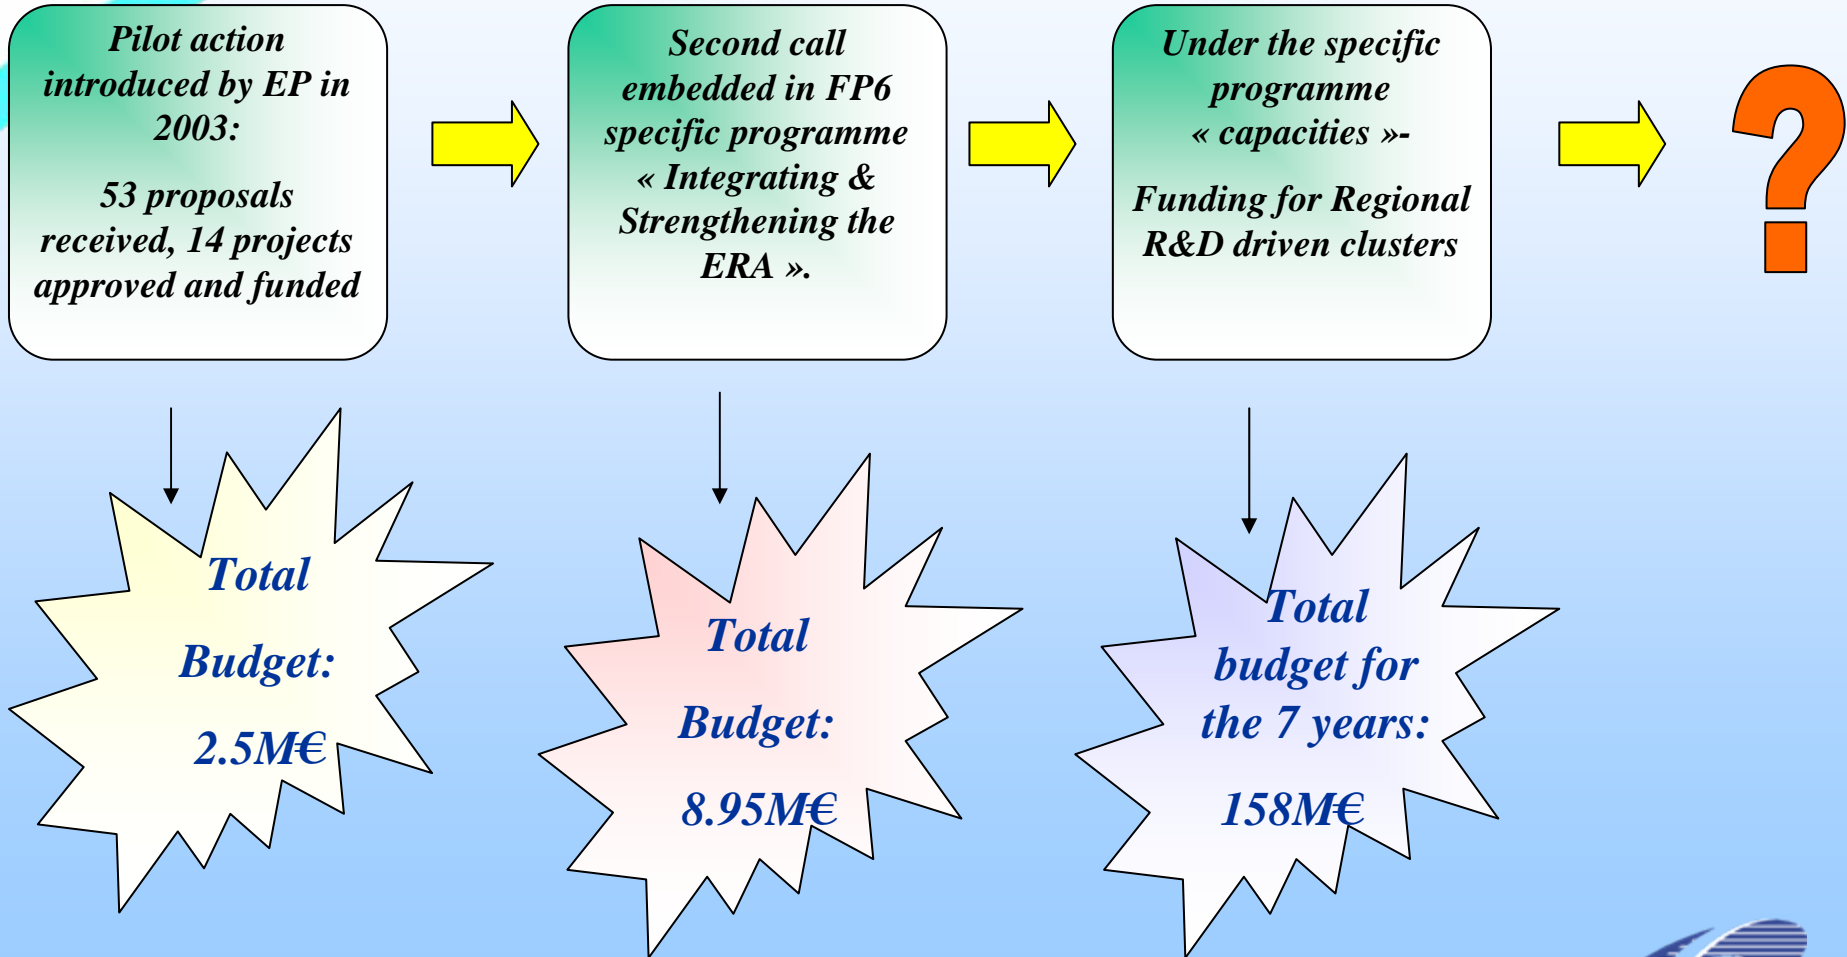 Pilot action
introduced by EP in
2003:
53 proposals
received, 14 projects
approved and funded
Second call
embedded in FP6
specific programme
« Integrating &
Strengthening the
ERA ».
Under the specific
programme
« capacities »-
Funding for Regional
R&D driven clusters
?
Total
Budget:
2.5M€
Total
Budget:
8.95M€
Total
budget for
the 7 years:
158M€